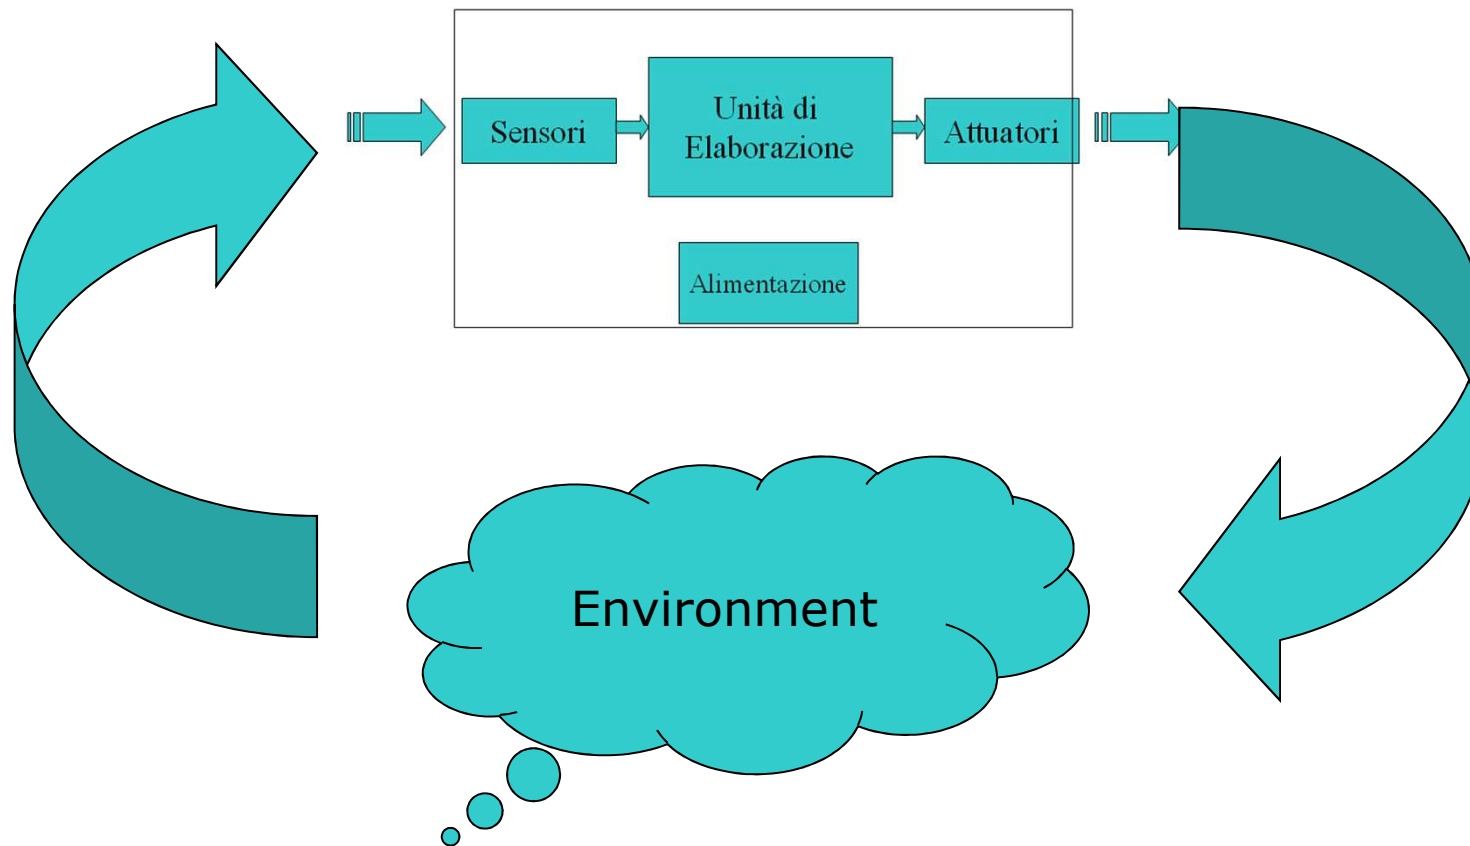 Sensori
Unità di
Elaborazione
Attuatori
Alimentazione
Environment